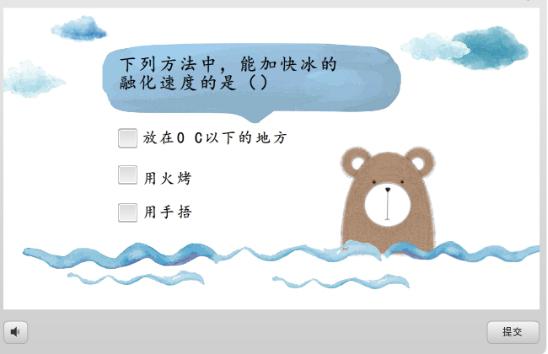 下列方法中，能加快冰的
融化速度的是（）
放在0 C以下的地方
用火烤
用手捂
提交